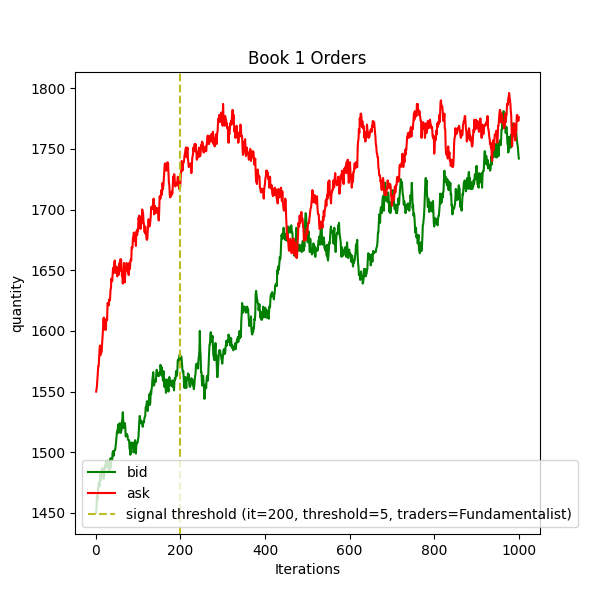 Book 1 Orders
quantity
1800
1750
1700
1650
1600
1550
1500
1450
bid
ask
signal threshold (it=200, threshold=5, traders=Fundamentalist)
0 200 400 600 800 1000
Iterations